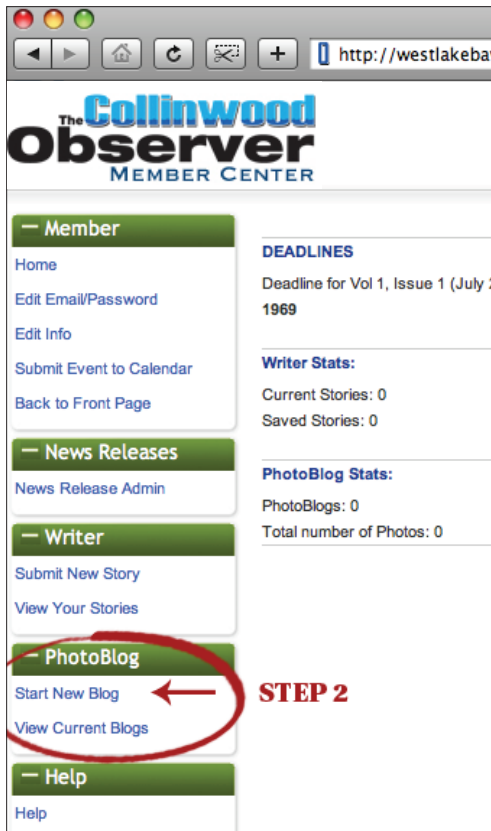 http://westlakeba
The Collinwood
Observer
MEMBER CENTER
— Member
Home
Edit Email/Password
Edit Info
Submit Event to Calendar
Back to Front Page
— News Releases
News Release Admin
— Writer
Submit New Story
View Your Stories
— PhotoBlog
Start New Blog
View Current Blogs
— Help
Help
DEADLINES
Deadline for Vol 1, Issue 1 (July
1969
Writer Stats:
Current Stories: 0
Saved Stories: 0
PhotoBlog Stats:
PhotoBlogs: 0
Total number of Photos: 0
STEP 2